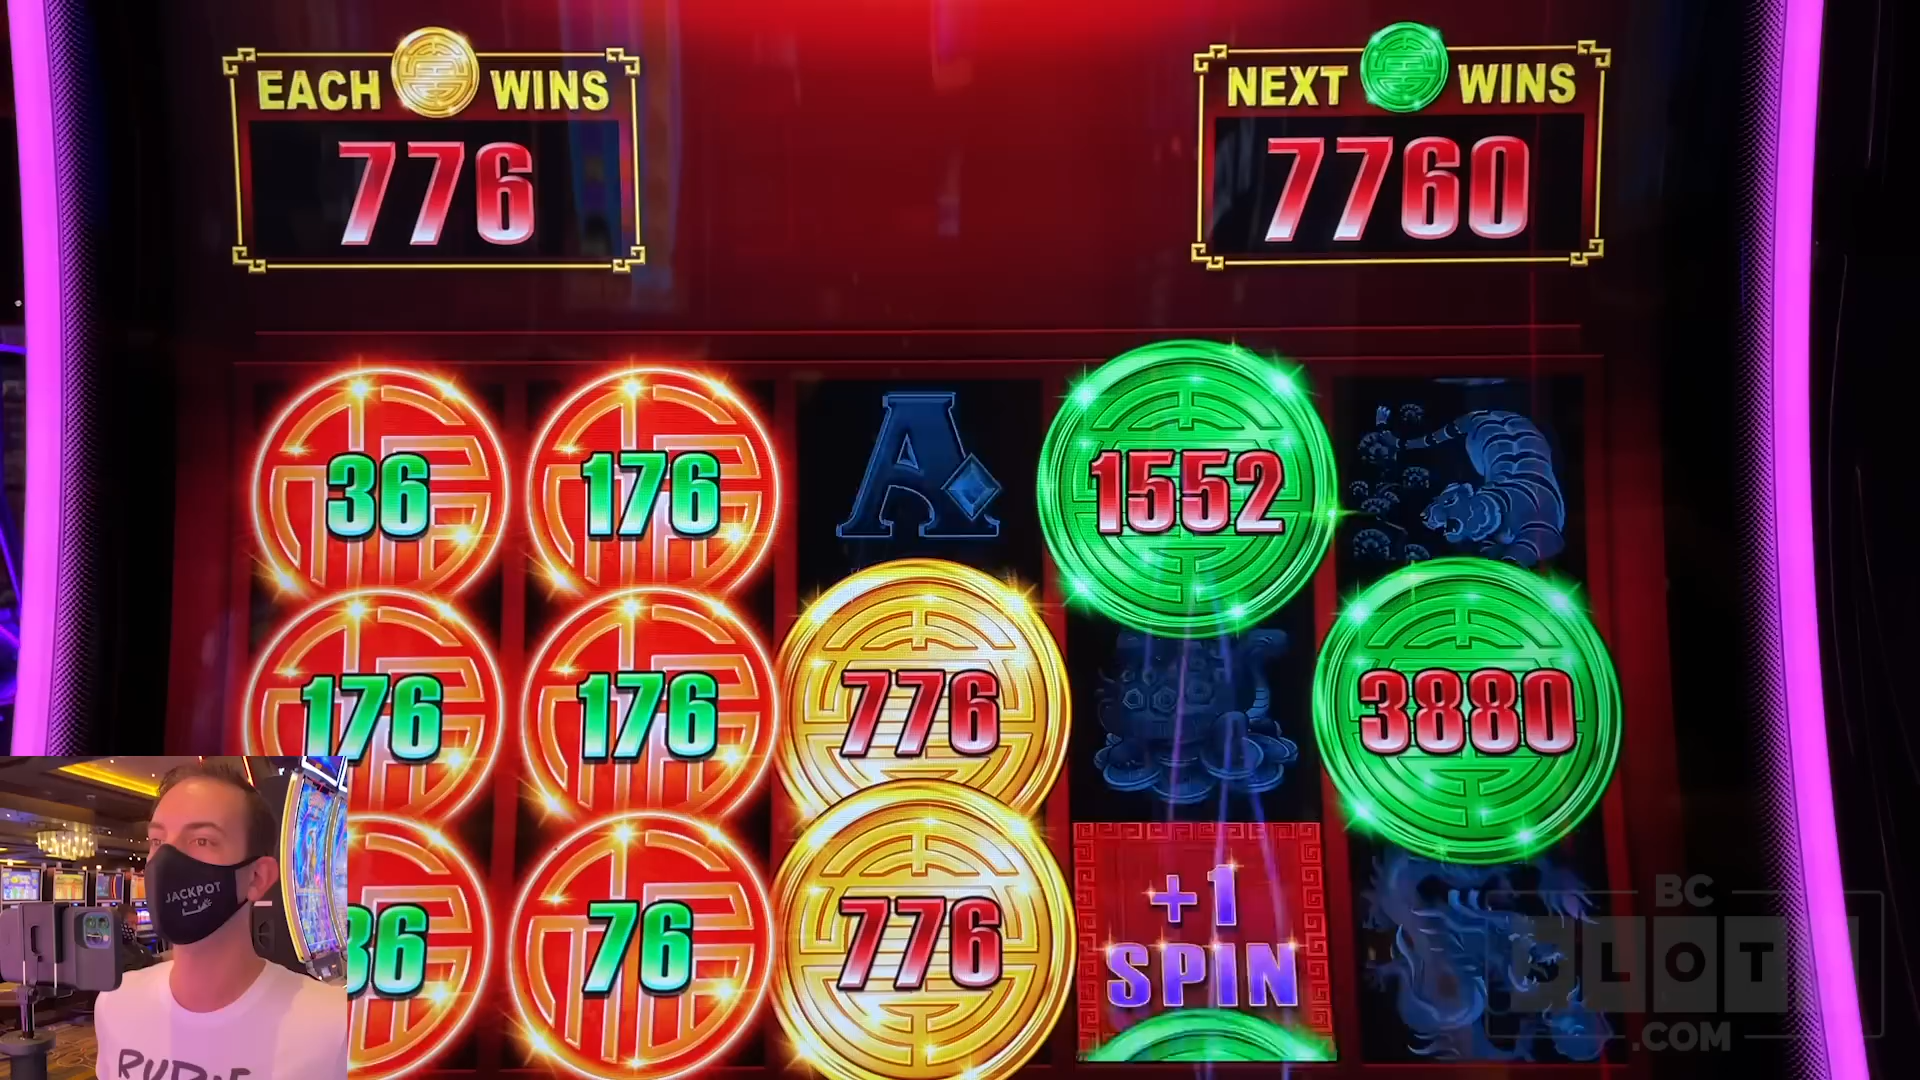 EACH WINS
776
NEXT WINS
7760
36
176
A
1552
176
176
776
3880
36
76
776
+1
SPIN
JACKPOT
BC
SLOT
.COM